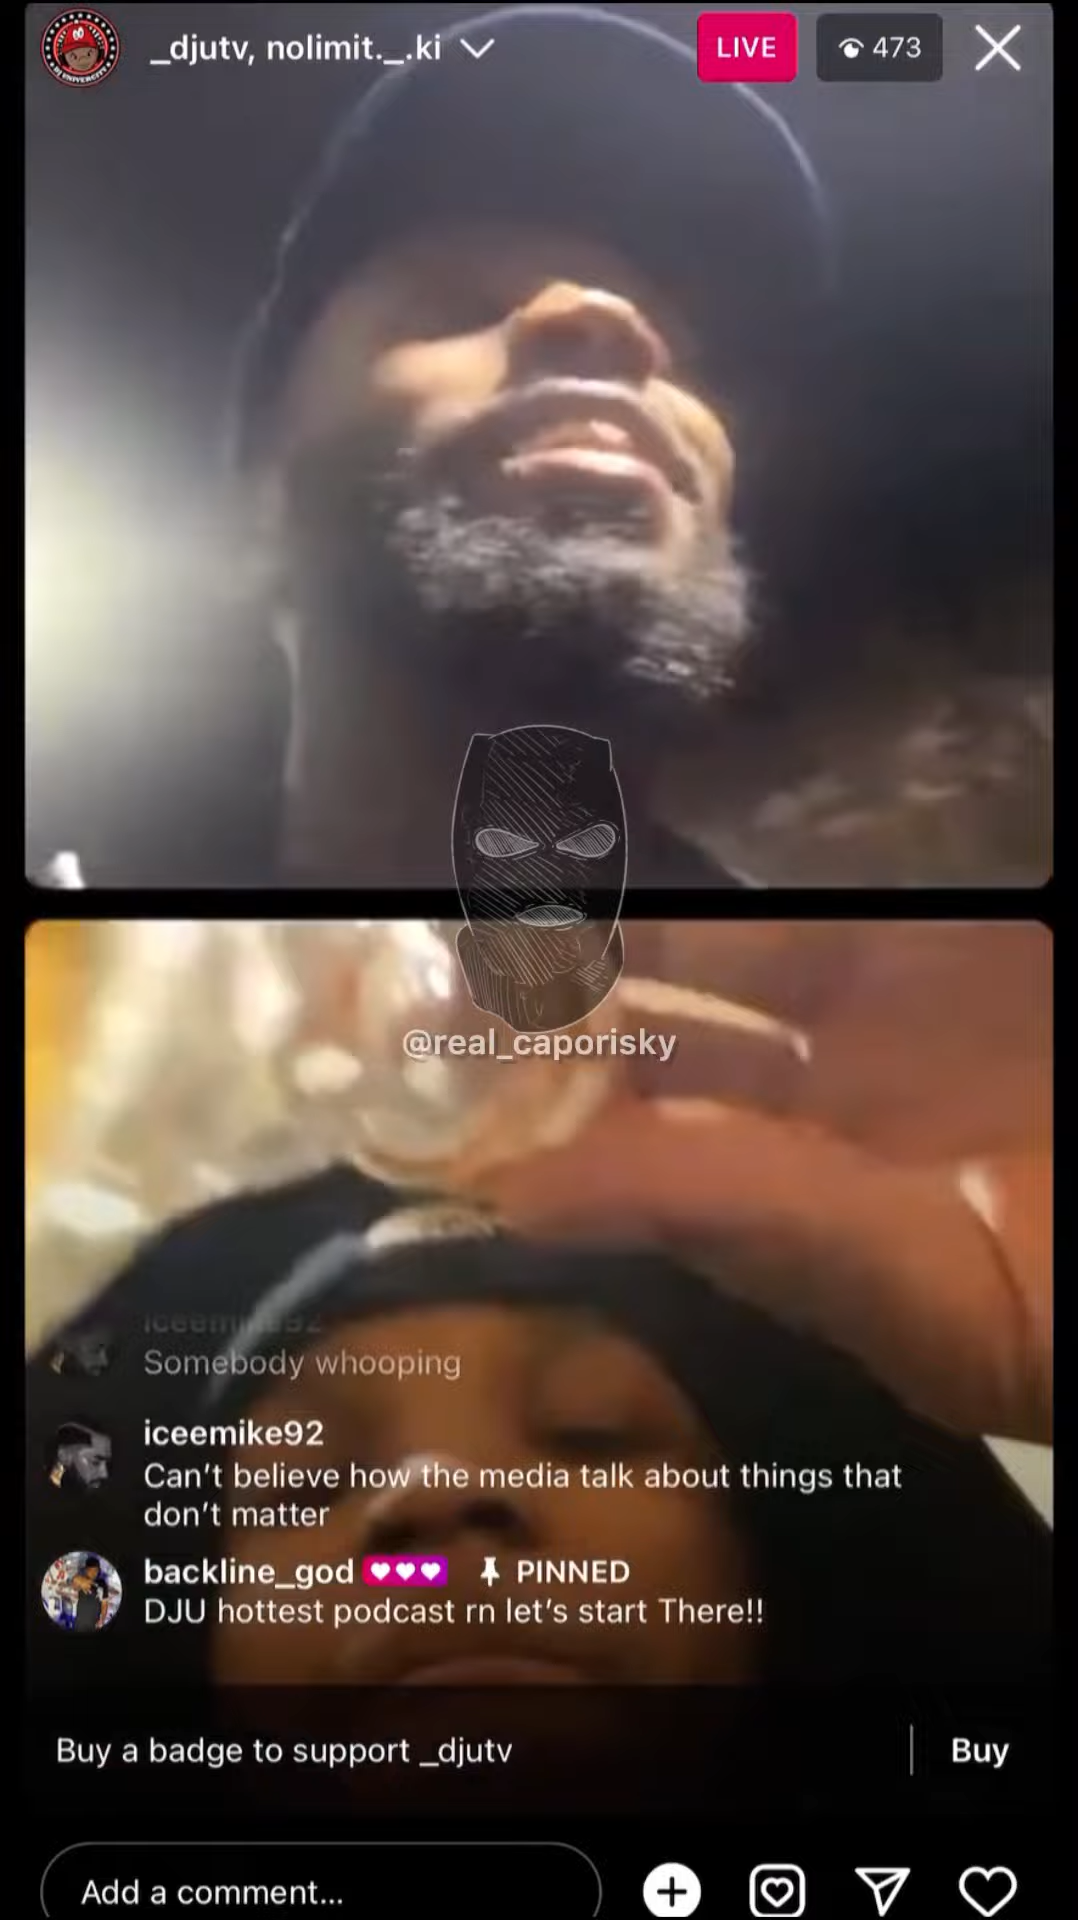 _djutv, nolimit._.ki
LIVE
473
@real_caporisky
iceemike92
Somebody whooping
iceemike92
Can't believe how the media talk about things that
don't matter
backline_god PINNED
DJU hottest podcast rn let's start There!!
Buy a badge to support _djutv
Buy
Add a comment...